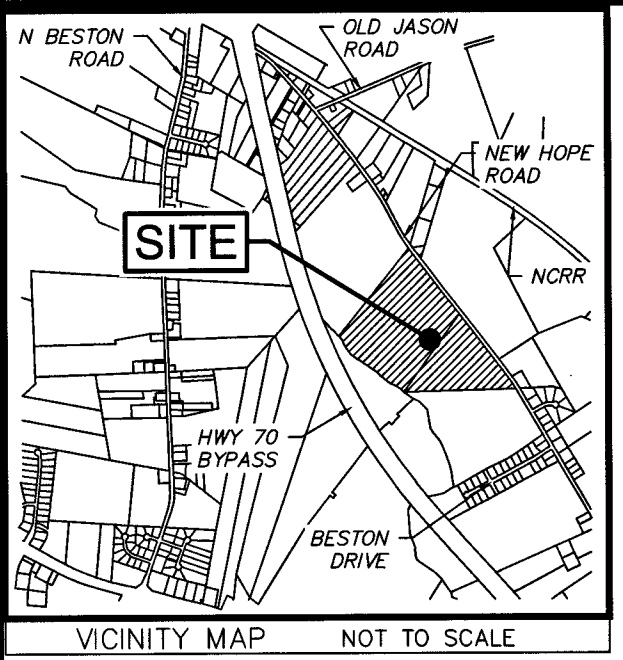 N BESTON
ROAD
OLD JASON
ROAD
NEW HOPE
ROAD
SITE
NCRR
HWY 70
BYPASS
BESTON
DRIVE
VICINITY MAP NOT TO SCALE